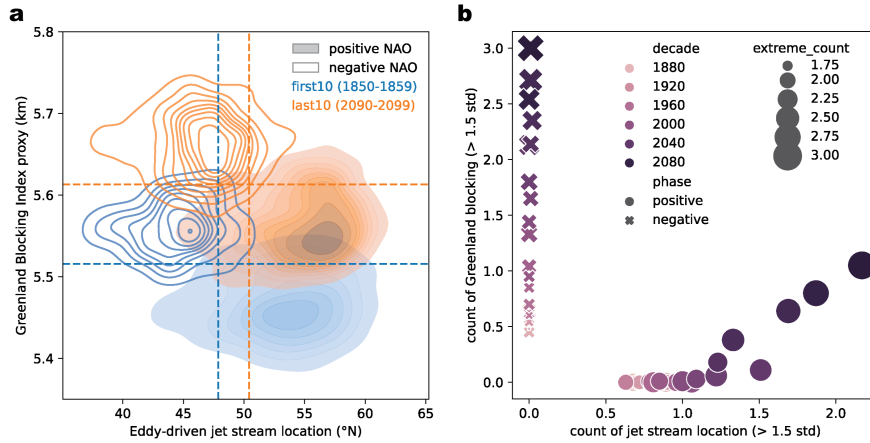 a
b
5.8
5.7
5.6
5.5
5.4
Greenland Blocking Index proxy (km)
positive NAO
negative NAO
first10 (1850-1859)
last10 (2090-2099)
40
45
50
55
60
65
Eddy-driven jet stream location (°N)
3.0
2.5
2.0
1.5
1.0
0.5
0.0
count of Greenland blocking (> 1.5 std)
decade
1880
1920
1960
2000
2040
2080
phase
positive
negative
extreme_count
1.75
2.00
2.25
2.50
2.75
3.00
0.0
0.5
1.0
1.5
2.0
count of jet stream location (> 1.5 std)